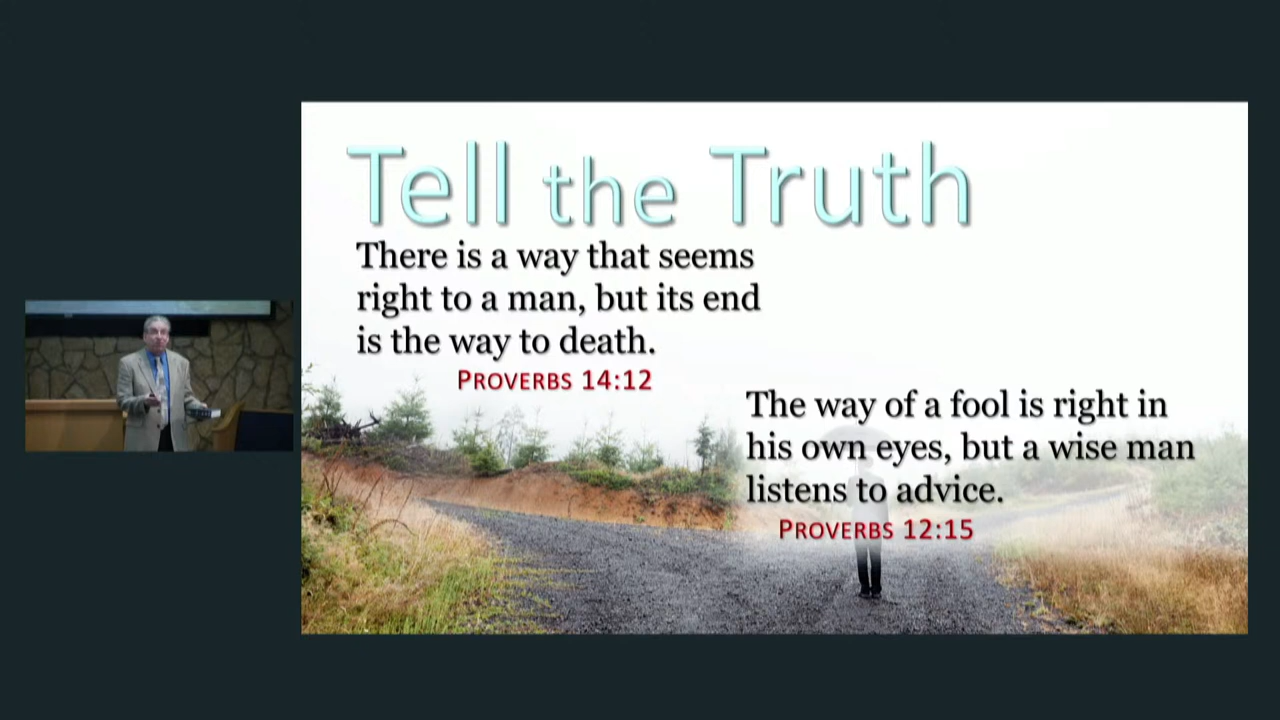 Tell the Truth
There is a way that seems
right to a man, but its end
is the way to death.
PROVERBS 14:12
The way of a fool is right in
his own eyes, but a wise man
listens to advice.
PROVERBS 12:15